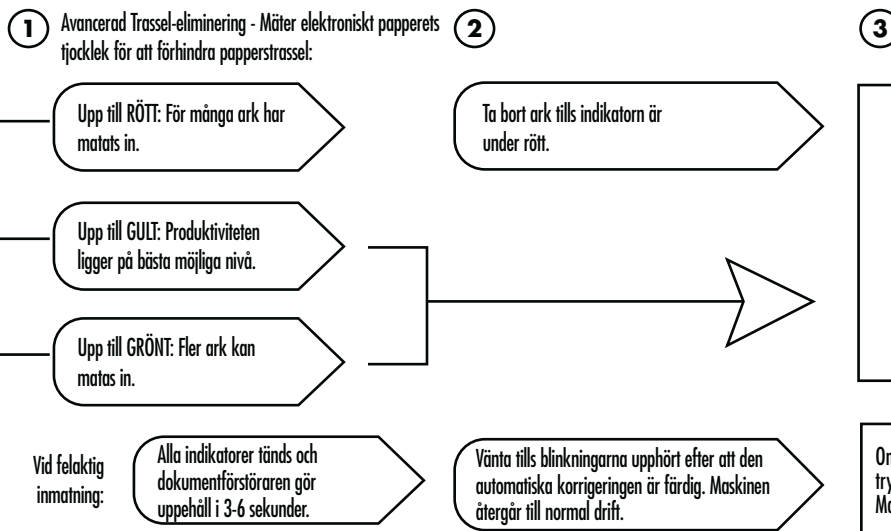 1
Avancerad Trassel-eliminering - Mäter elektroniskt papperets
tjocklek för att förhindra papperstrassel:
Upp till RÖTT: För många ark har
matats in.
Upp till GULT: Produktiviteten
ligger på bästa möjliga nivå.
Upp till GRÖNT: Fler ark kan
matas in.
Vid felaktig
inmatning:
Alla indikatorer tänds och
dokumentförstöraren gör
uppehåll i 3-6 sekunder.
2
Ta bort ark tills indikatorn är
under rött.
Vänta tills blinkningarna upphört efter att den
automatiska korrigeringen är färdig. Maskinen
återgår till normal drift.
3